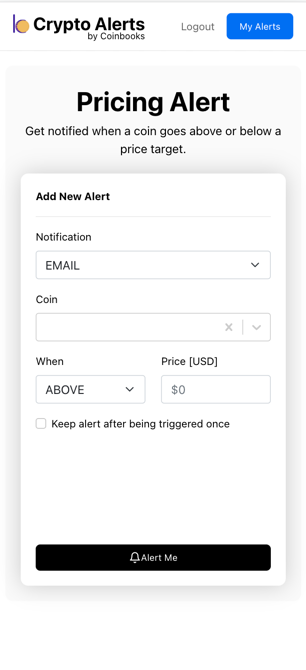 Crypto Alerts
by Coinbooks
Logout
My Alerts
Pricing Alert
Get notified when a coin goes above or below a
price target.
Add New Alert
Notification
EMAIL
Coin
When
Price [USD]
ABOVE
$0
Keep alert after being triggered once
Alert Me